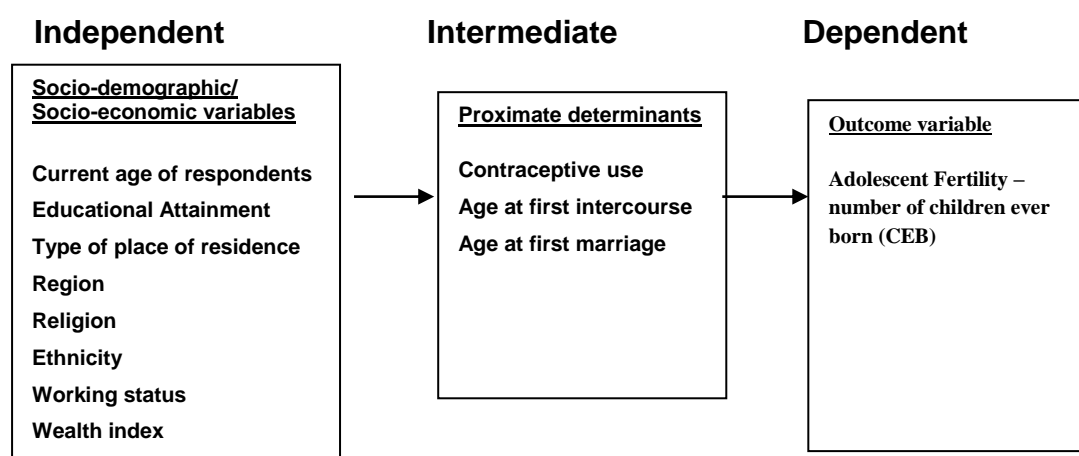 Independent
Intermediate
Dependent
Socio-demographic/
Socio-economic variables
Current age of respondents
Educational Attainment
Type of place of residence
Region
Religion
Ethnicity
Working status
Wealth index
Proximate determinants
Contraceptive use
Age at first intercourse
Age at first marriage
Outcome variable
Adolescent Fertility –
number of children ever
born (CEB)